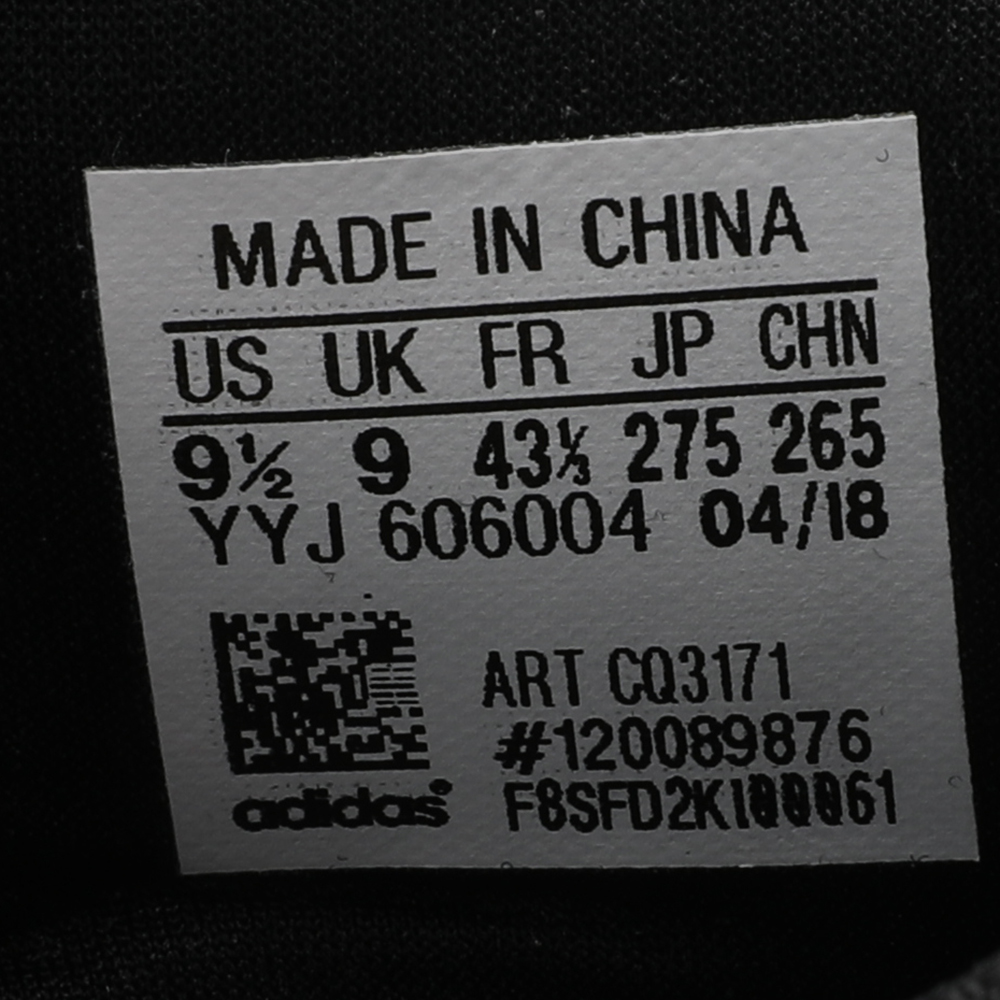 MADE IN CHINA
US UK FR JP CHN
9½ 9 43⅓ 275 265
YYJ 606004 04/18
ART CQ3171
#120089876
adidas®